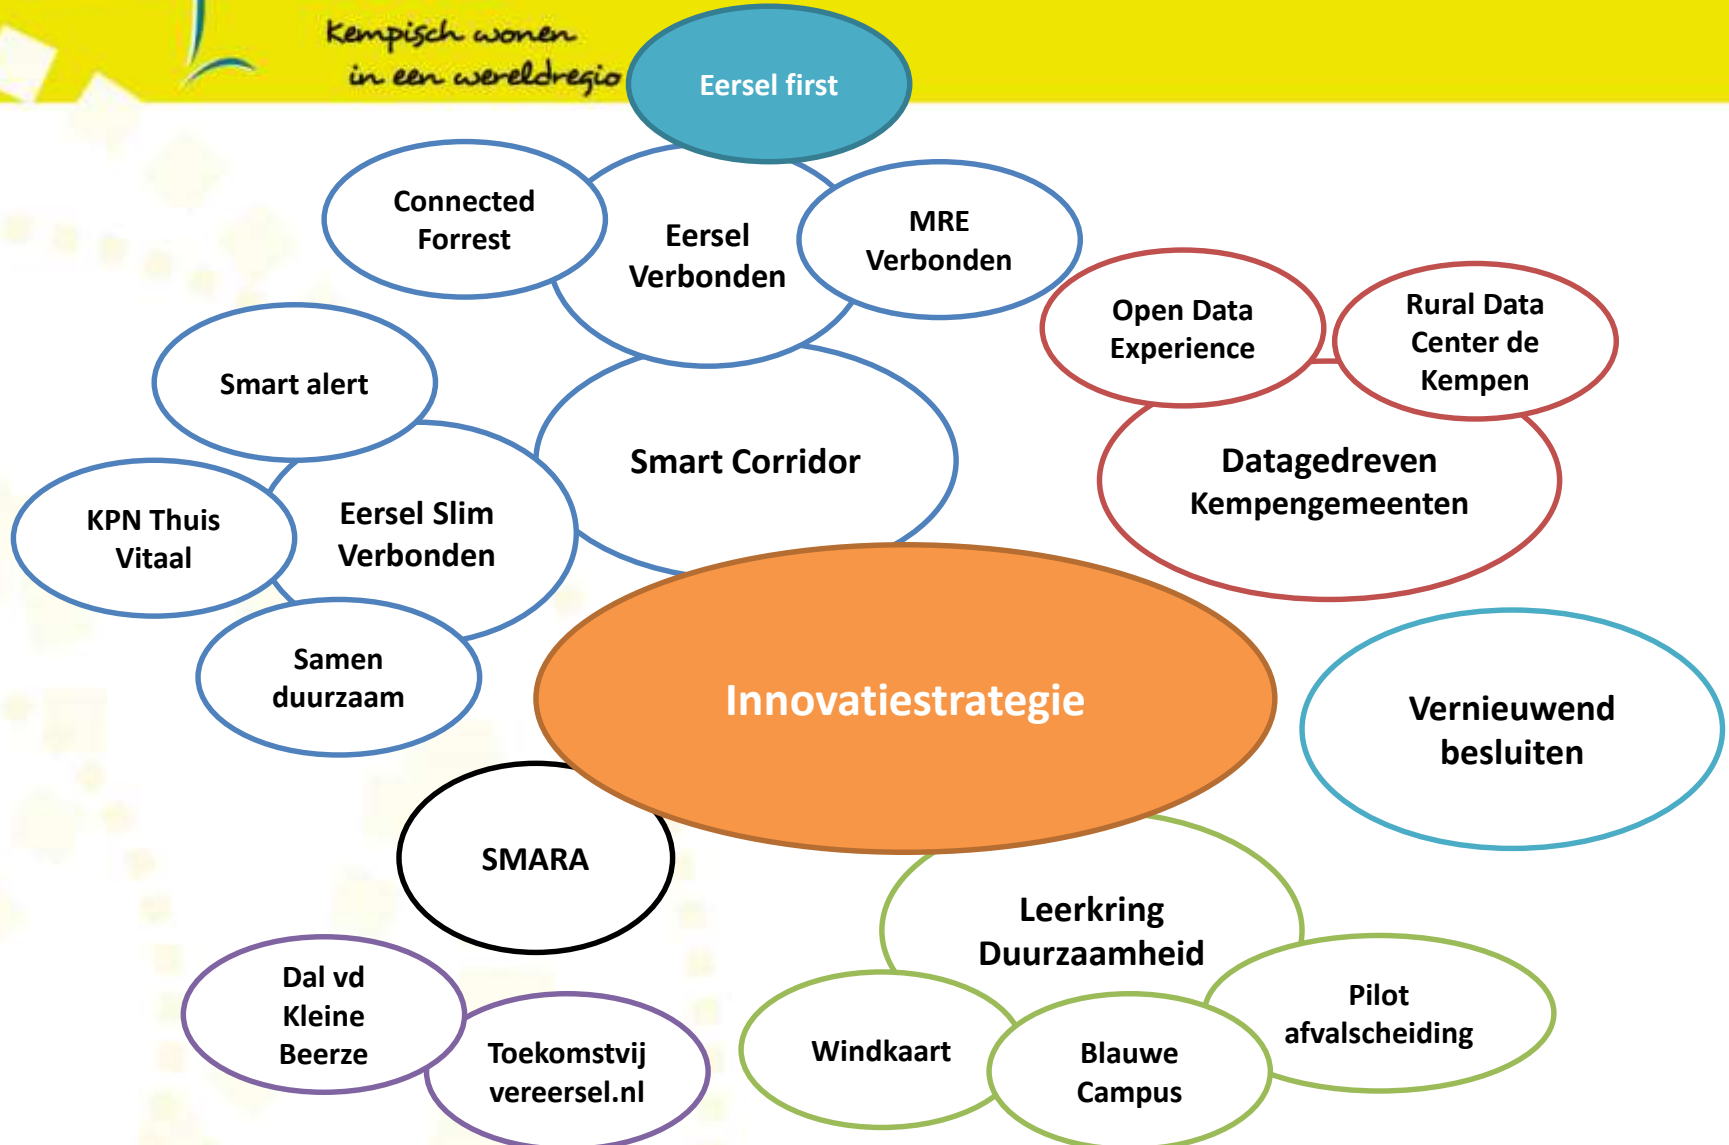 Kempisch wonen
in een wereldregio
Eersel first
Connected
Forrest
Eersel
Verbonden
MRE
Verbonden
Open Data
Experience
Rural Data
Center de
Kempen
Smart alert
Smart Corridor
Datagedreven
Kempengemeenten
KPN Thuis
Vitaal
Eersel Slim
Verbonden
Samen
duurzaam
Innovatiestrategie
Vernieuwend
besluiten
SMARA
Leerkring
Duurzaamheid
Dal vd
Kleine
Beerze
Toekomstvij
vereersel.nl
Windkaart
Blauwe
Campus
Pilot
afvalscheiding